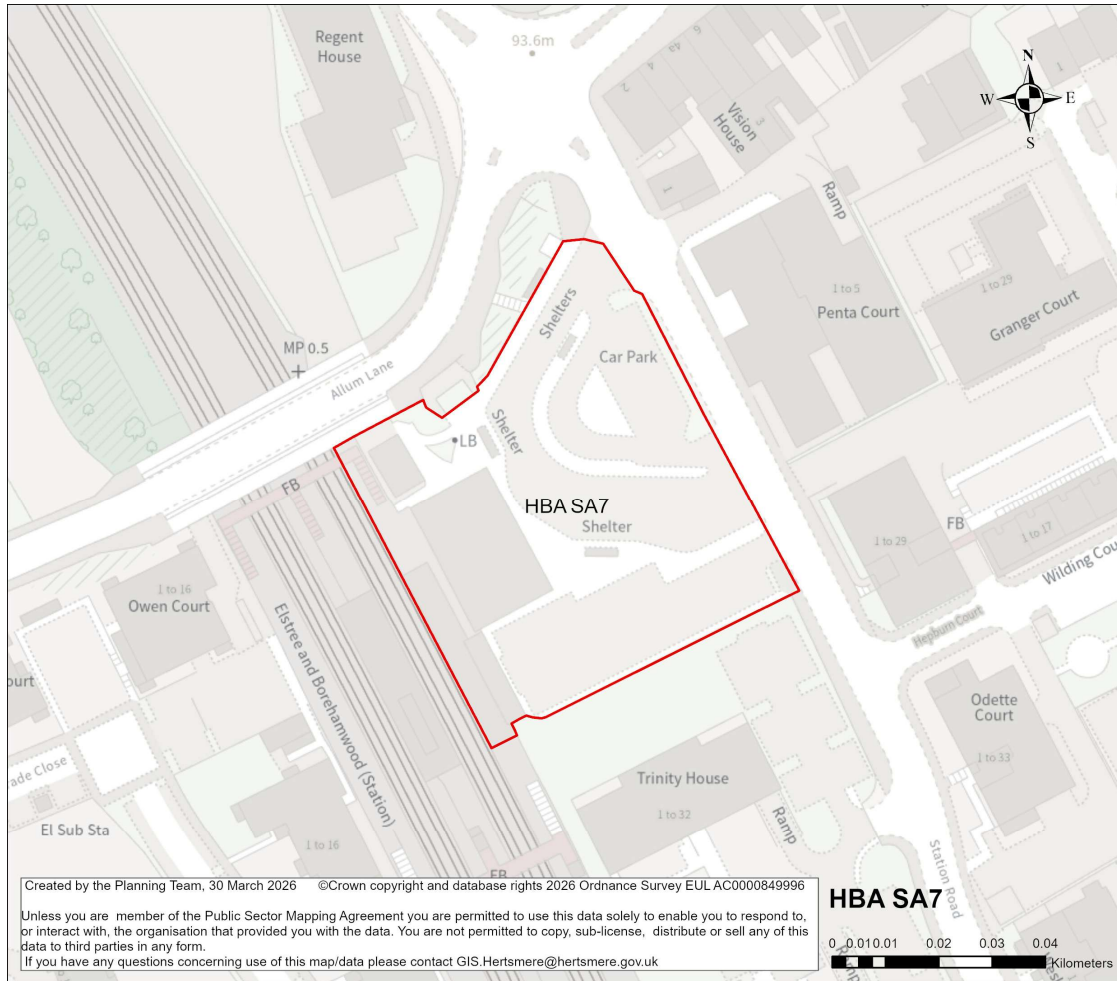 Regent
House
93.6m
N
W E
S
6
4a
4
2
Vision
House
3
1
1
Ramp
1 to 5
Penta Court
1 to 29
Granger Court
MP 0.5
Allum Lane
Shelters
Car Park
LB
Shelter
HBA SA7
Shelter
FB
FB
1 to 29
1 to 17
Hepburn Court
1 to 16
Owen Court
Elstree and Borehamwood (Station)
Odette
Court
1 to 33
El Sub Sta
1 to 16
Trinity House
1 to 32
Ramp
FB
Station Road
Created by the Planning Team, 30 March 2026 ©Crown copyright and database rights 2026 Ordnance Survey EUL AC0000849996
Unless you are member of the Public Sector Mapping Agreement you are permitted to use this data solely to enable you to respond to,
or interact with, the organisation that provided you with the data. You are not permitted to copy, sub-license, distribute or sell any of this
data to third parties in any form.
If you have any questions concerning use of this map/data please contact GIS.Hertsmere@hertsmere.gov.uk
HBA SA7
0 0.010.01 0.02 0.03 0.04
Kilometers